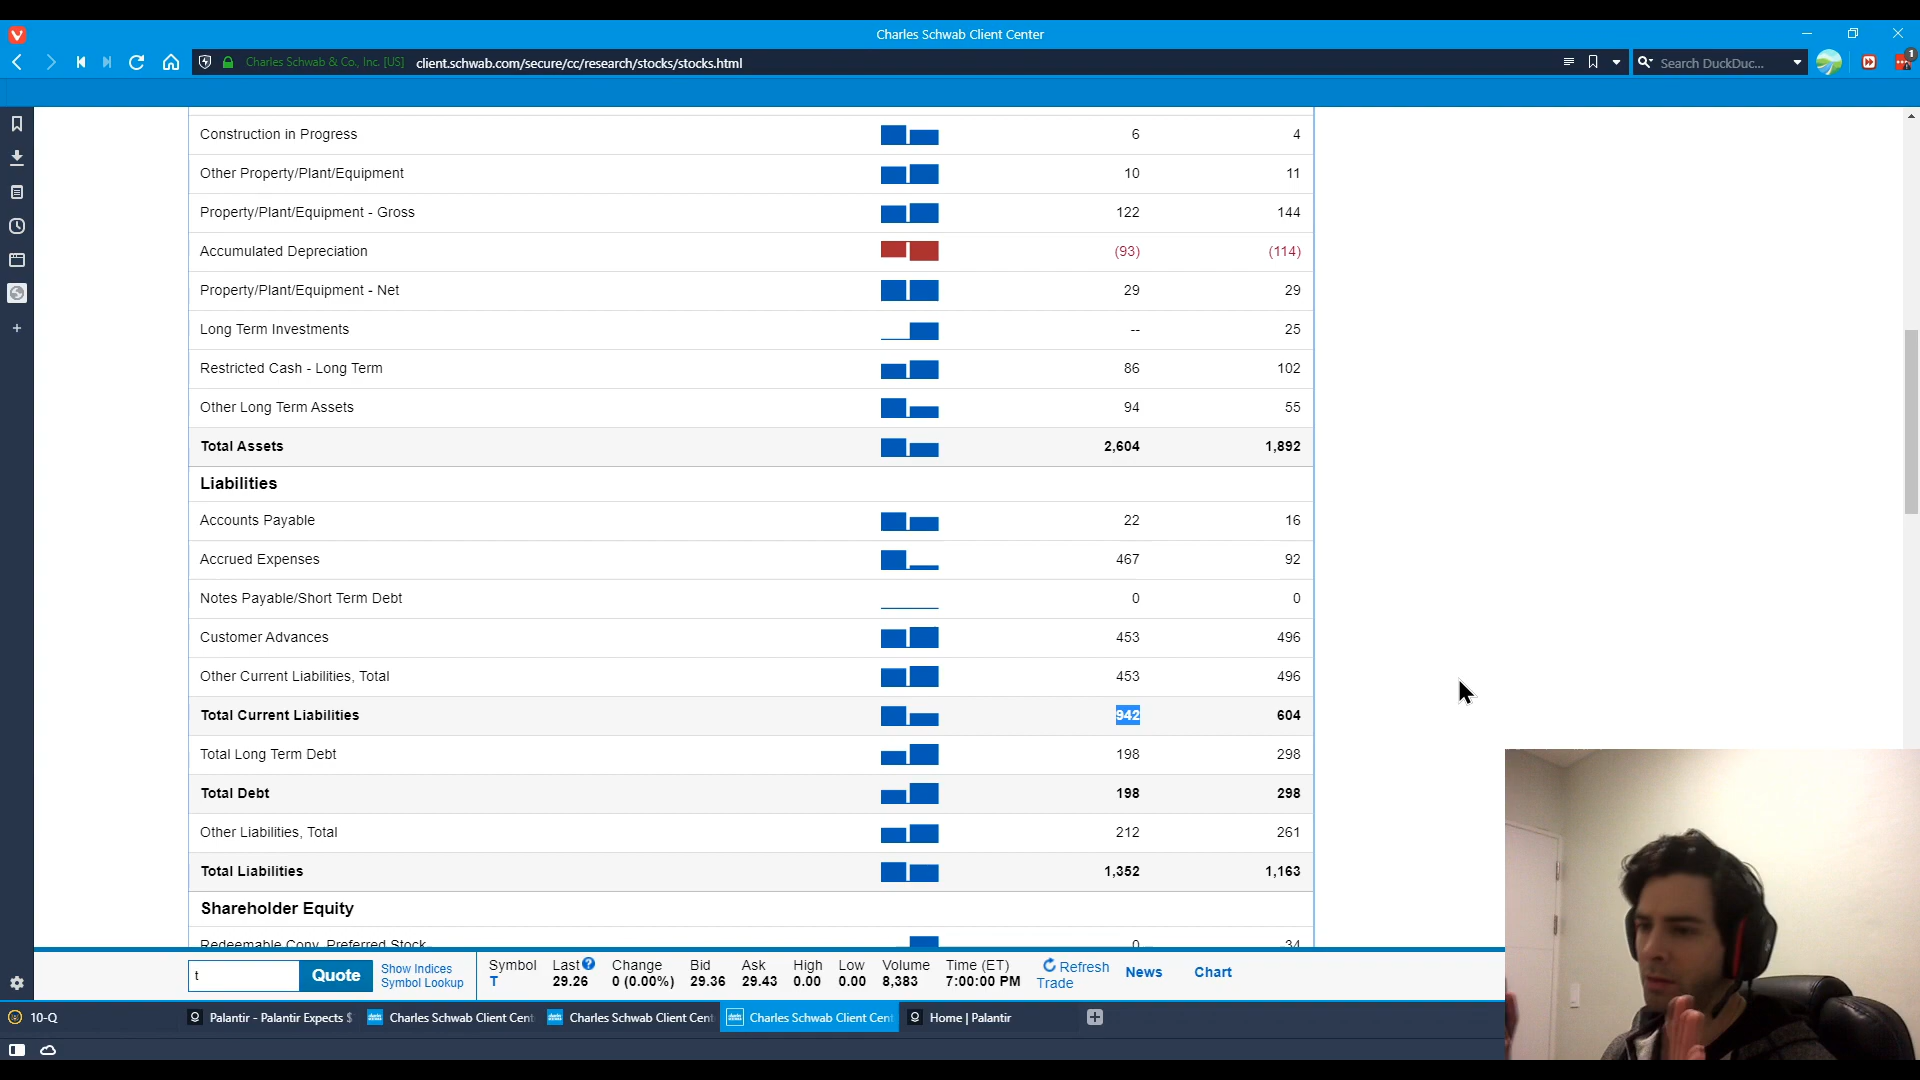 Charles Schwab Client Center
Charles Schwab & Co., Inc. [US] client.schwab.com/secure/cc/research/stocks/stocks.html
Search DuckDuc...
1
Construction in Progress 6 4
Other Property/Plant/Equipment 10 11
Property/Plant/Equipment - Gross 122 144
Accumulated Depreciation (93) (114)
Property/Plant/Equipment - Net 29 29
Long Term Investments -- 25
Restricted Cash - Long Term 86 102
Other Long Term Assets 94 55
Total Assets 2,604 1,892
Liabilities
Accounts Payable 22 16
Accrued Expenses 467 92
Notes Payable/Short Term Debt 0 0
Customer Advances 453 496
Other Current Liabilities, Total 453 496
Total Current Liabilities 942 604
Total Long Term Debt 198 298
Total Debt 198 298
Other Liabilities, Total 212 261
Total Liabilities 1,352 1,163
Shareholder Equity
Redeemable Conv. Preferred Stock 0 34
t Quote
Show Indices
Symbol Lookup
Symbol Last Change Bid Ask High Low Volume Time (ET) Refresh
T 29.26 0 (0.00%) 29.36 29.43 0.00 0.00 8,383 7:00:00 PM Trade
News Chart
10-Q
Palantir - Palantir Expects $
Charles Schwab Client Cent
Charles Schwab Client Cent
Charles Schwab Client Cent
Home | Palantir